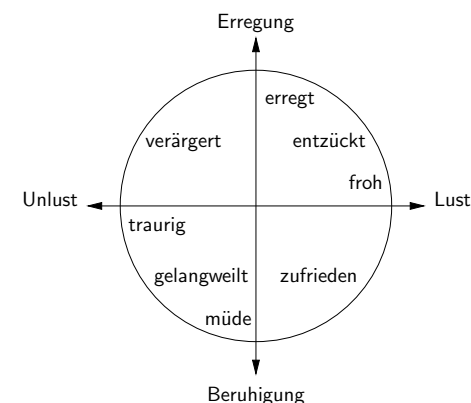 Erregung
erregt
verärgert
entzückt
froh
Unlust
Lust
traurig
gelangweilt
zufrieden
müde
Beruhigung